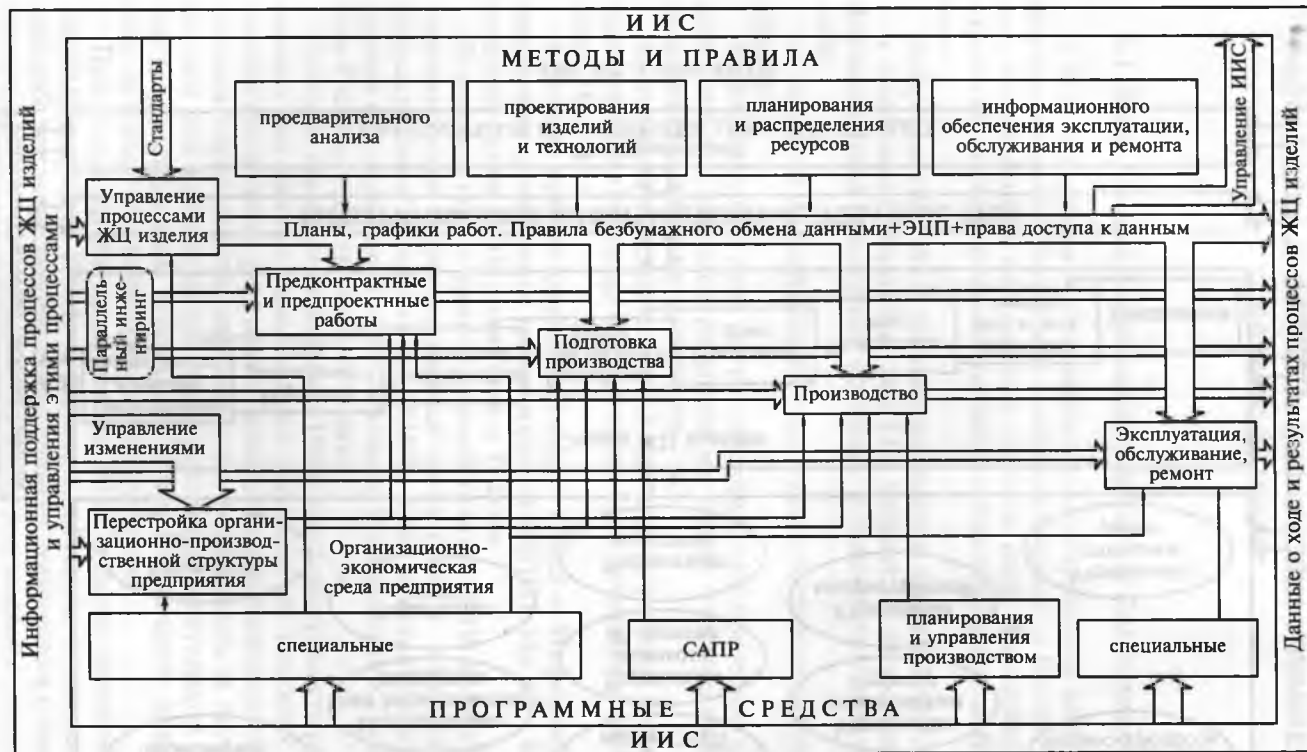 ИИС
МЕТОДЫ И ПРАВИЛА
Стандарты
проедварительного
анализа
проектирования
изделий
и технологий
планирования
и распределения
ресурсов
информационного
обеспечения эксплуатации,
обслуживания и ремонта
Управление ИИС
Информационная поддержка процессов ЖЦ изделий
и управления этими процессами
Управление
процессами
ЖЦ изделия
Планы, графики работ. Правила безбумажного обмена данными+ЭЦП+права доступа к данным
Параллель-
ный инже-
ниринг
Предконтрактные
и предпроектнные
работы
Подготовка
производства
Производство
Управление
изменениями
Эксплуатация,
обслуживание,
ремонт
Перестройка органи-
зационно-производ-
ственной структуры
предприятия
Организационно-
экономическая
среда предприятия
специальные
САПР
планирования
и управления
производством
специальные
Данные о ходе и результатах процессов ЖЦ изделий
ПРОГРАММНЫЕ СРЕДСТВА
ИИС